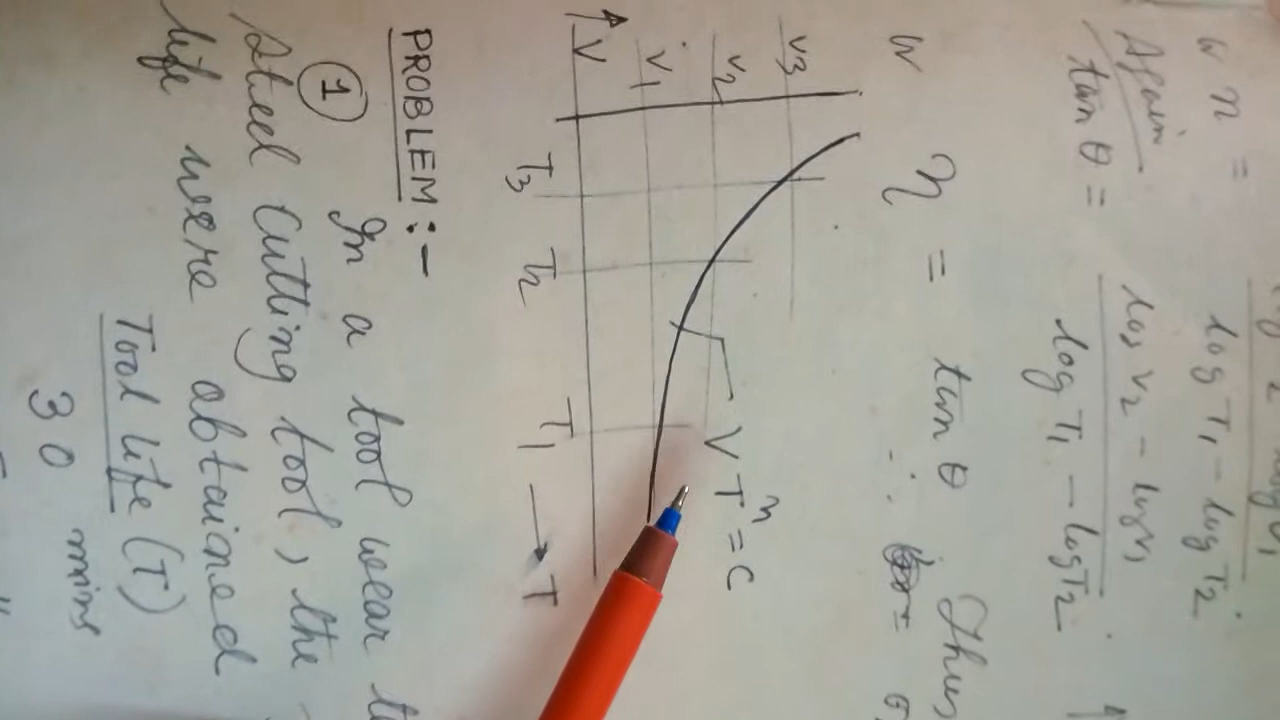 n =
log T1 - log T2
Again
tan θ = log v2 - log v1
log T1 - log T2
n = tan θ
∴ Thus
V3
V2
V1
V
T3
T2
T1
T
VTⁿ = C
PROBLEM :-
① In a tool wear
Steel Cutting tool, the
life were obtained
Tool life (T)
30 mins